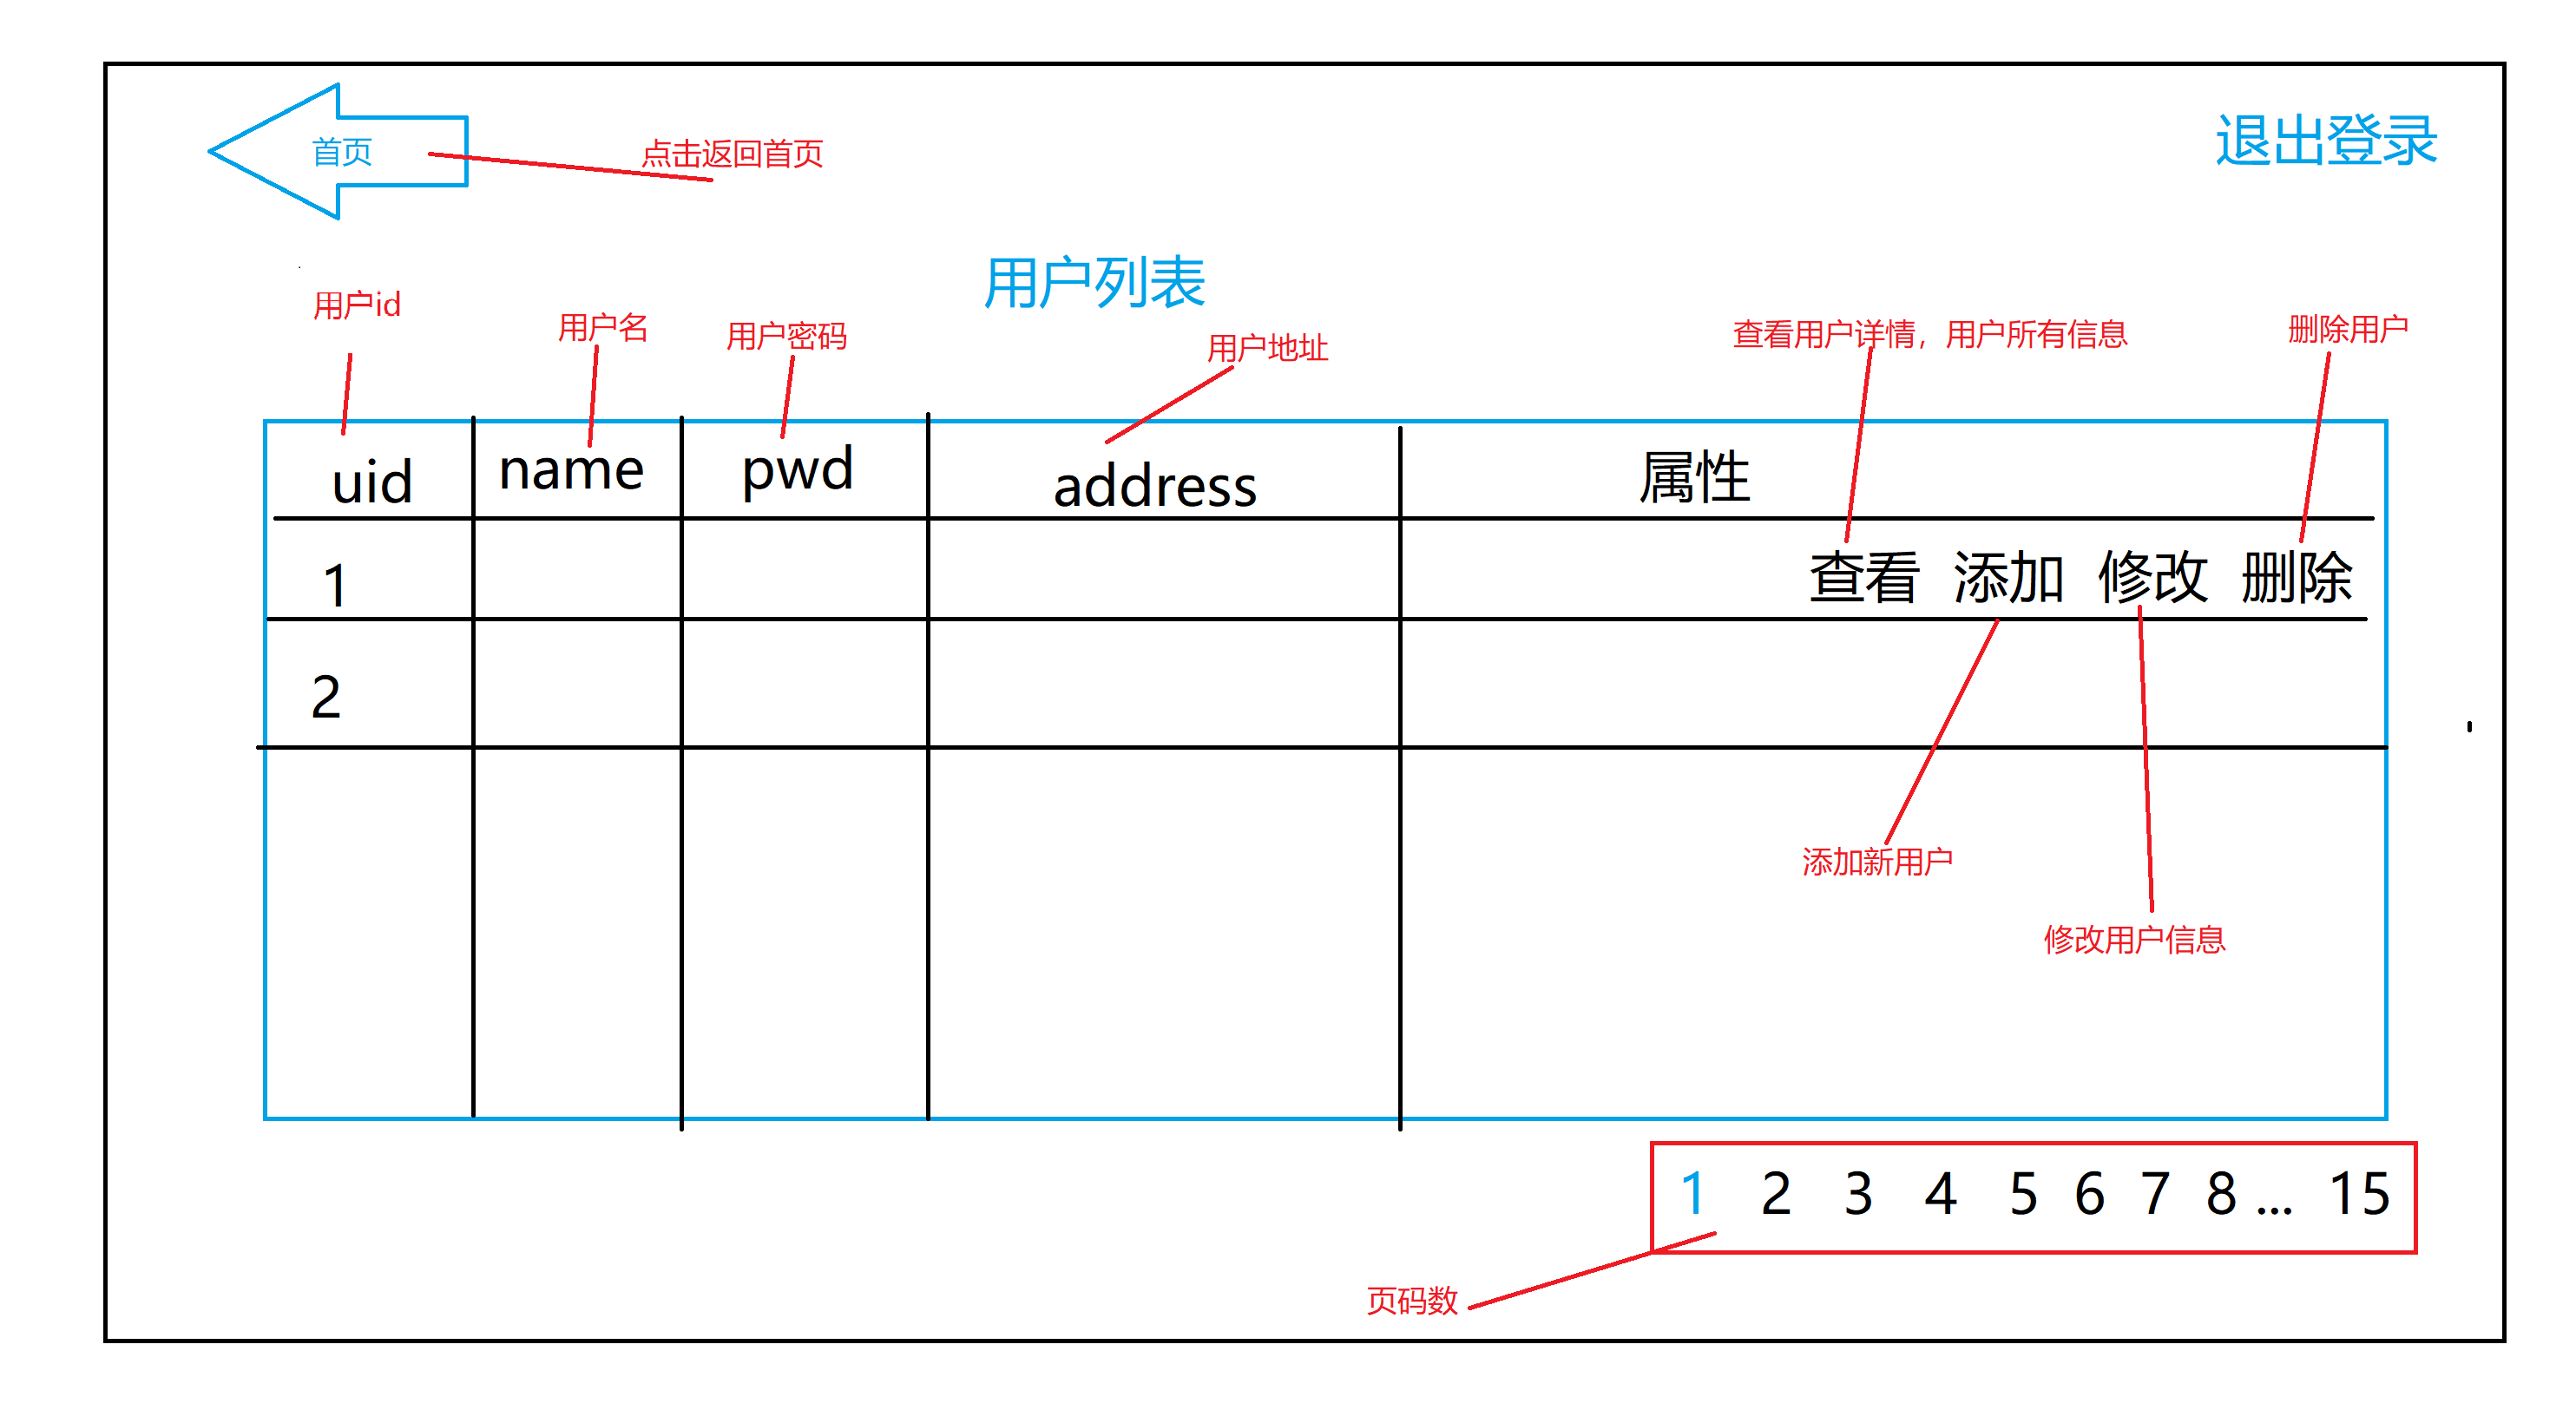 首页
点击返回首页
退出登录
用户列表
用户id
用户名
用户密码
用户地址
查看用户详情，用户所有信息
删除用户
uid name pwd address 属性
1 查看 添加 修改 删除
2
添加新用户
修改用户信息
1 2 3 4 5 6 7 8 ... 15
页码数